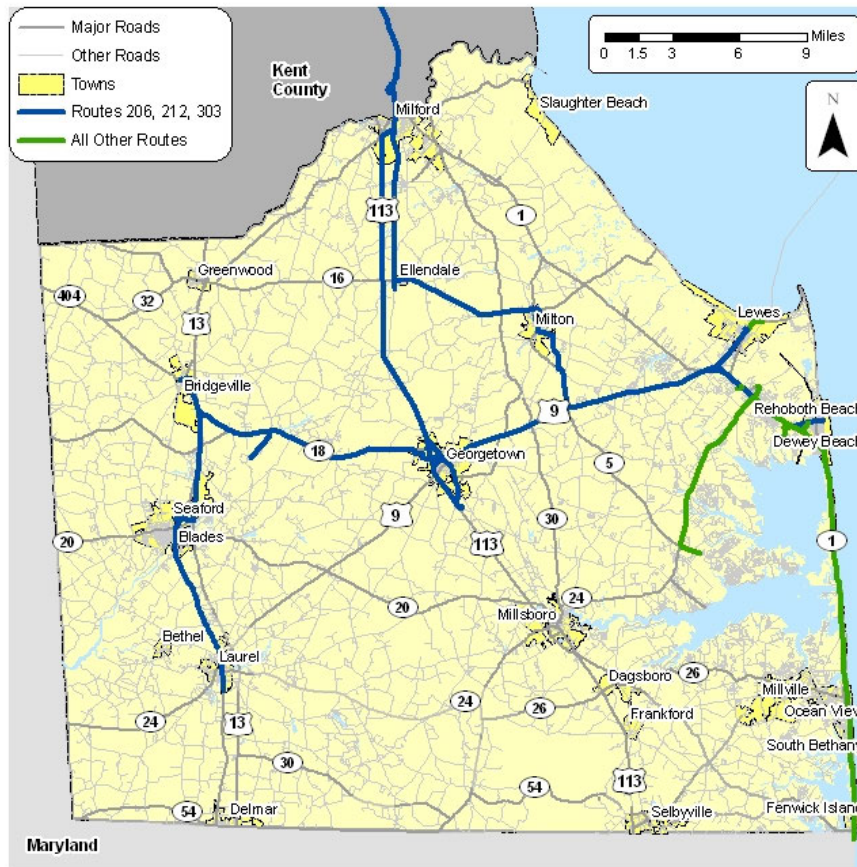 Major Roads
Other Roads
Towns
Routes 206, 212, 303
All Other Routes
Miles
0 1.5 3 6 9
N
Kent
County
Milford
Slaughter Beach
113
1
Greenwood
16
Ellendale
404
32
13
Milton
Lewes
Bridgeville
9
Rehoboth Beach
Dewey Beach
18
Georgetown
5
Seaford
9
30
20
Blades
113
1
20
24
Millsboro
Bethel
Laurel
Dagsboro
26
Millville
24
24
26
Frankford
Ocean View
13
South Bethany
30
113
54
54
Delmar
Selbyville
Fenwick Island
Maryland